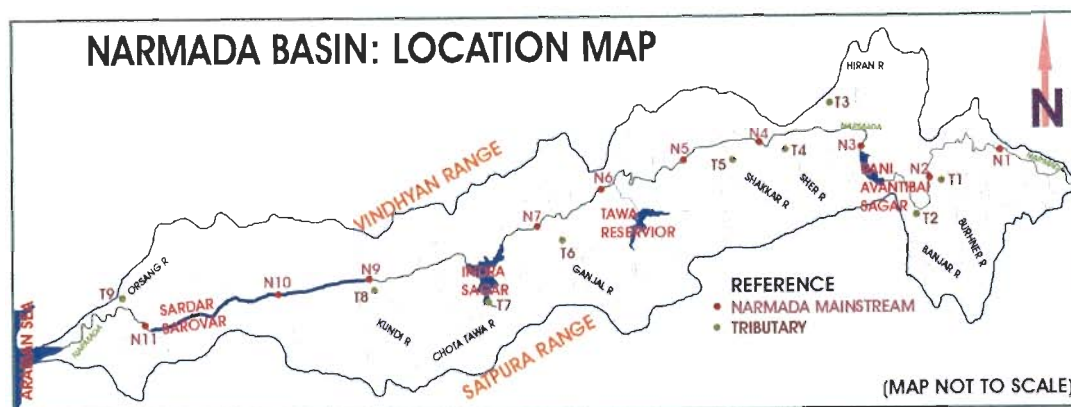 NARMADA BASIN: LOCATION MAP
HIRAN R
N
T3
NARMADA
N4
N3
T4
N5
T5
SHER R
SHAKKAR R
N1
N2
T1
RANI
AVANTIBAI
SAGAR
T2
BURHNER R
BANJAR R
VINDHYAN RANGE
N6
TAWA
RESERVIOR
N7
T6
GANJAL R
INDRA
SAGAR
T7
N9
T8
N10
KUNDI R
CHOTA TAWA R
SATPURA RANGE
ORSANG R
T9
SARDAR
SAROVAR
N11
NARAMADA
ARABIAN SEA
REFERENCE
NARMADA MAINSTREAM
TRIBUTARY
(MAP NOT TO SCALE)